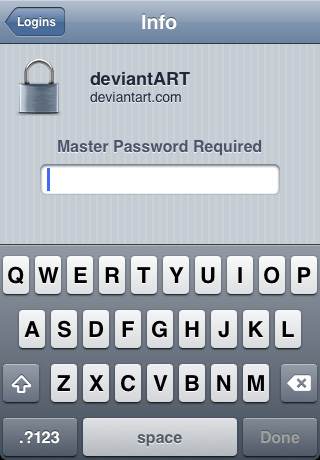 Logins
Info
deviantART
deviantart.com
Master Password Required
Q W E R T Y U I O P
A S D F G H J K L
Z X C V B N M
.?123 space Done